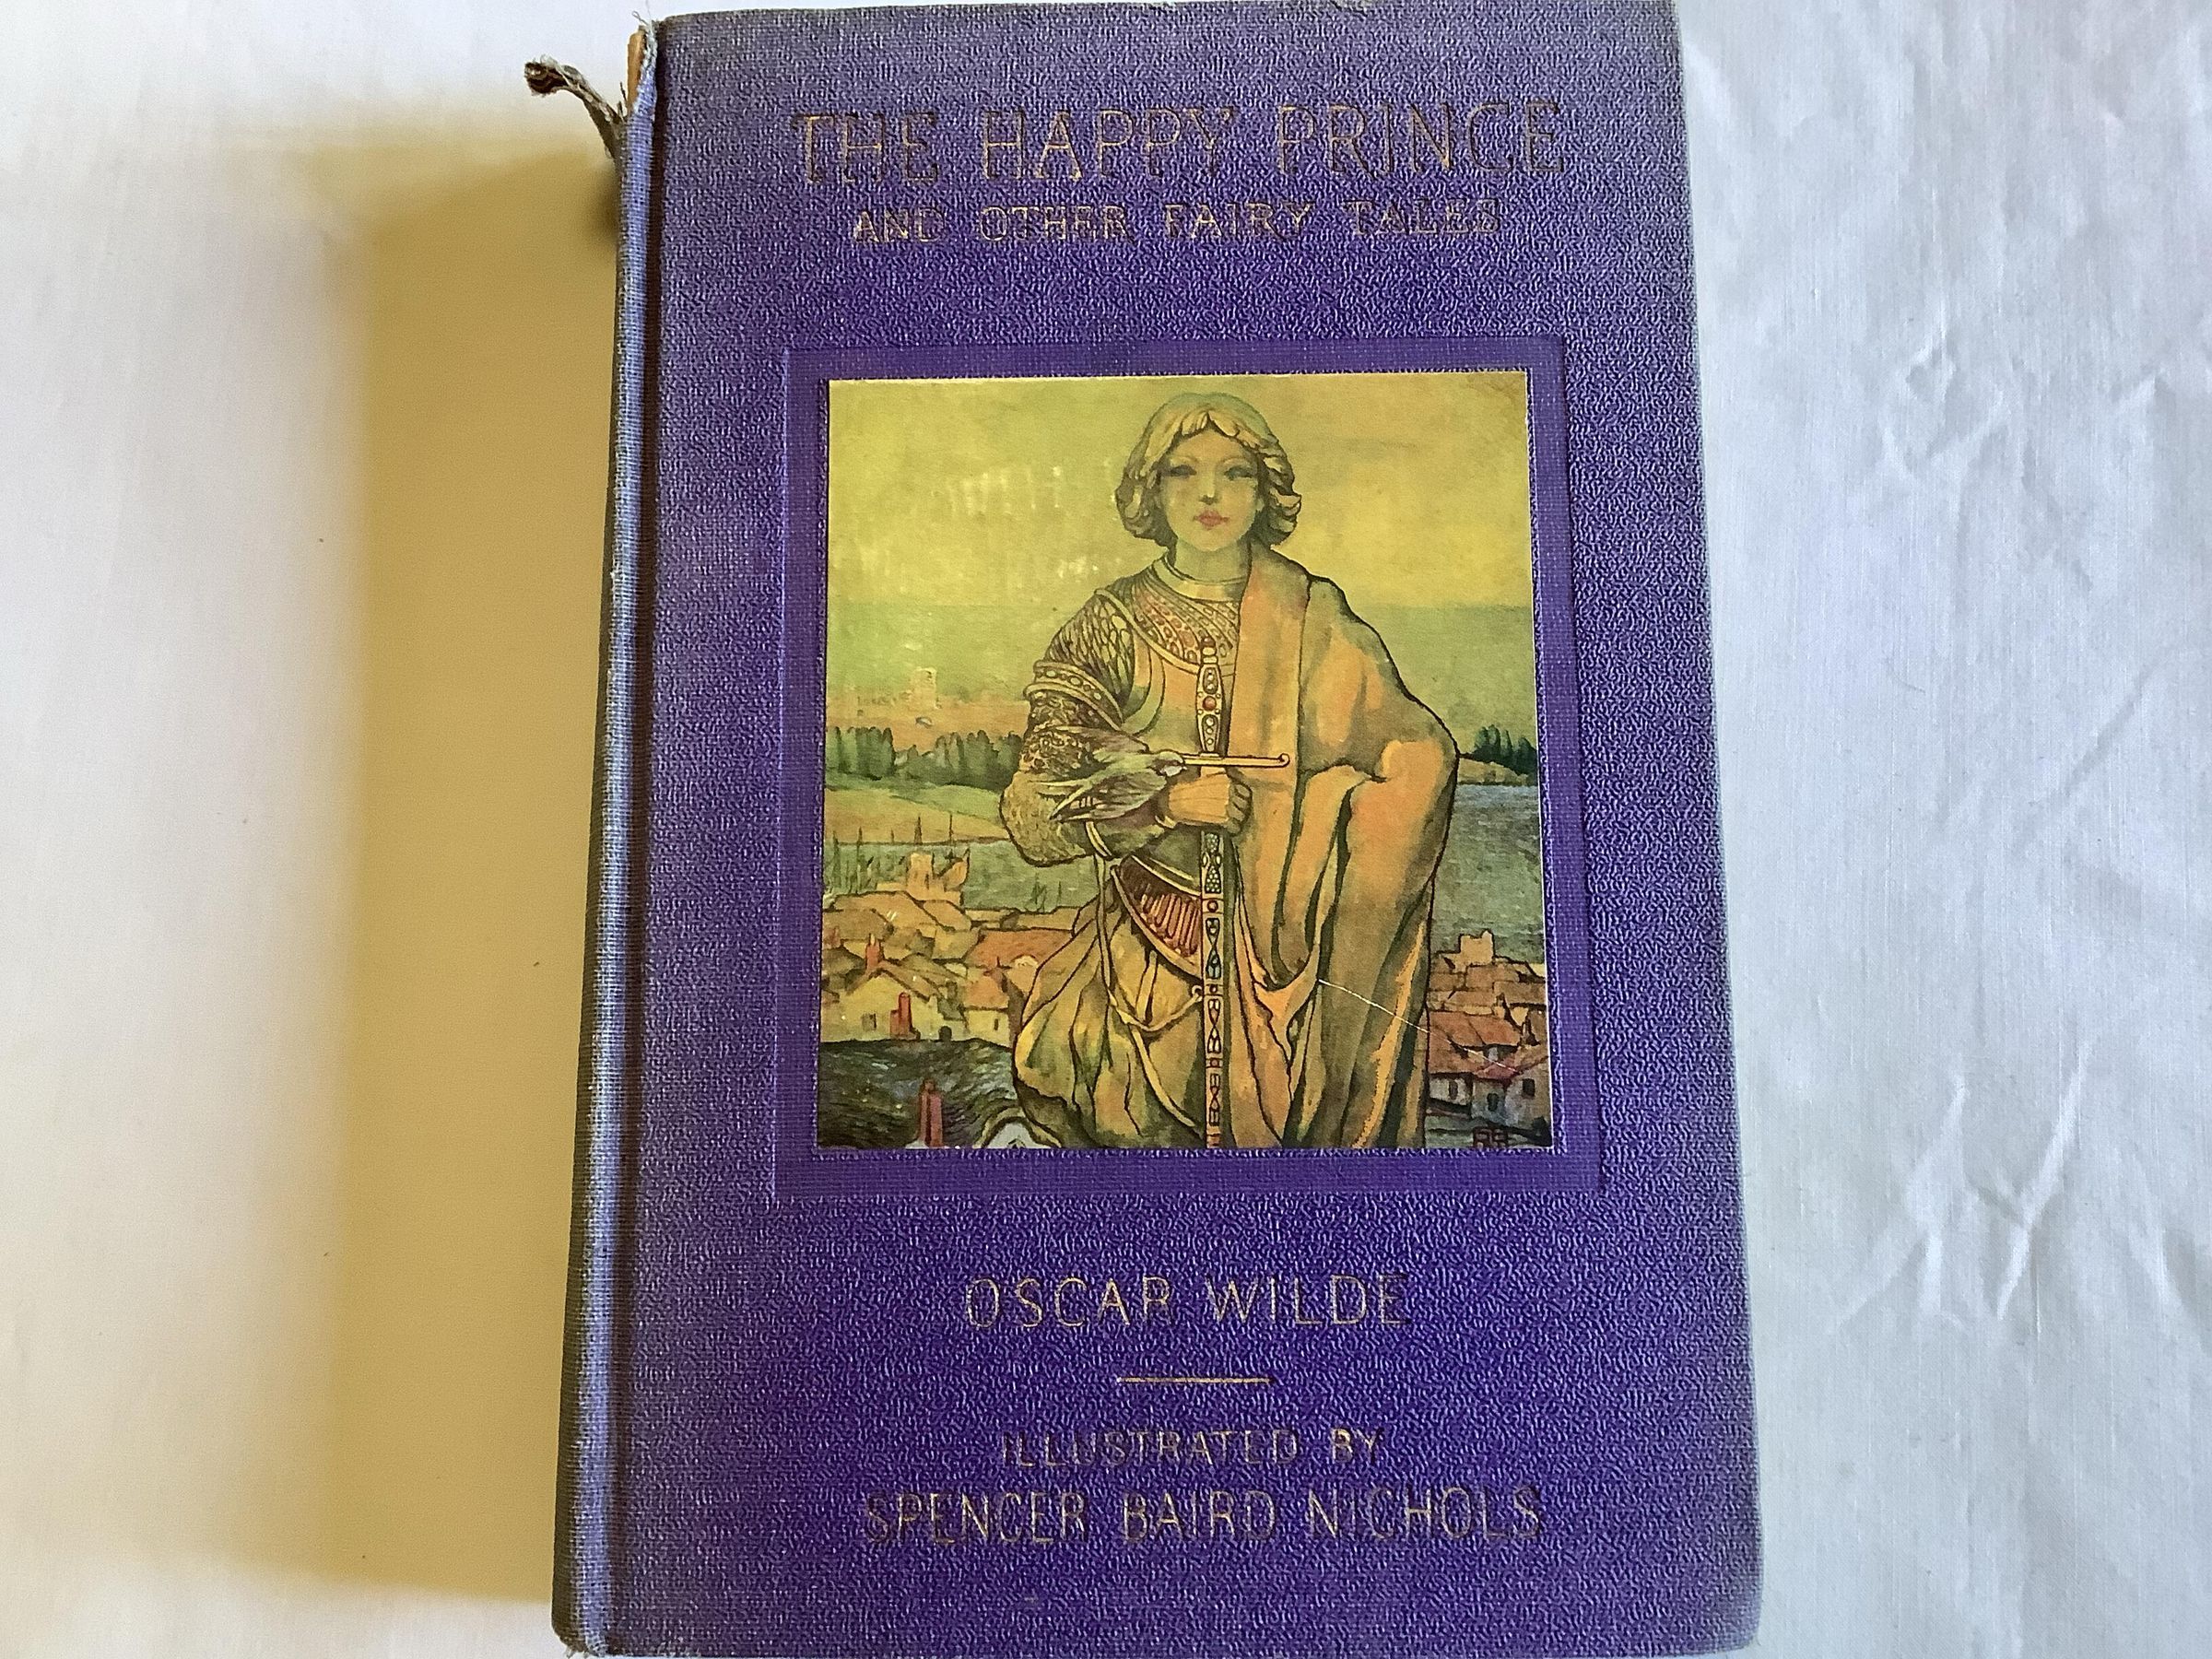 THE HAPPY PRINCE
AND OTHER FAIRY TALES
OSCAR WILDE
ILLUSTRATED BY
SPENCER BAIRD NICHOLS